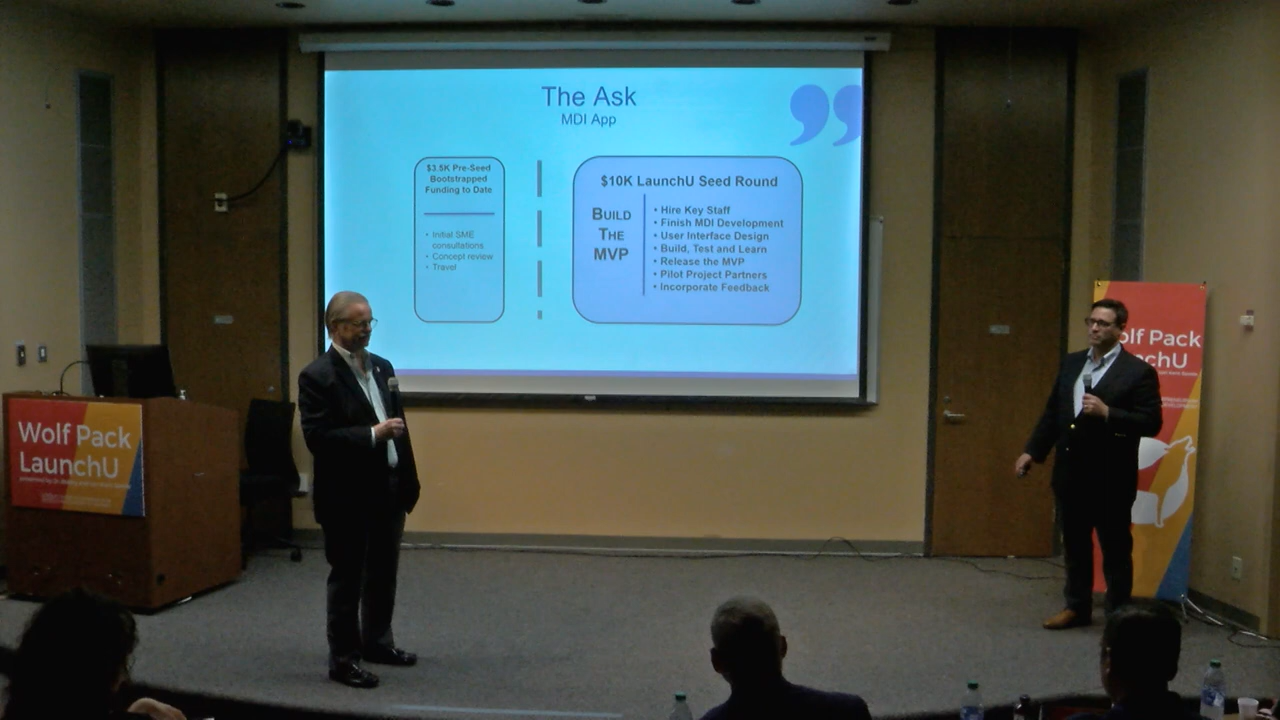 The Ask
MDI App
$3.5K Pre-Seed
Bootstrapped
Funding to Date
• Initial SME
consultations
• Concept review
• Travel
$10K LaunchU Seed Round
BUILD
THE
MVP
• Hire Key Staff
• Finish MDI Development
• User Interface Design
• Build, Test and Learn
• Release the MVP
• Pilot Project Partners
• Incorporate Feedback
Wolf Pack
LaunchU
olf Pack
nchU